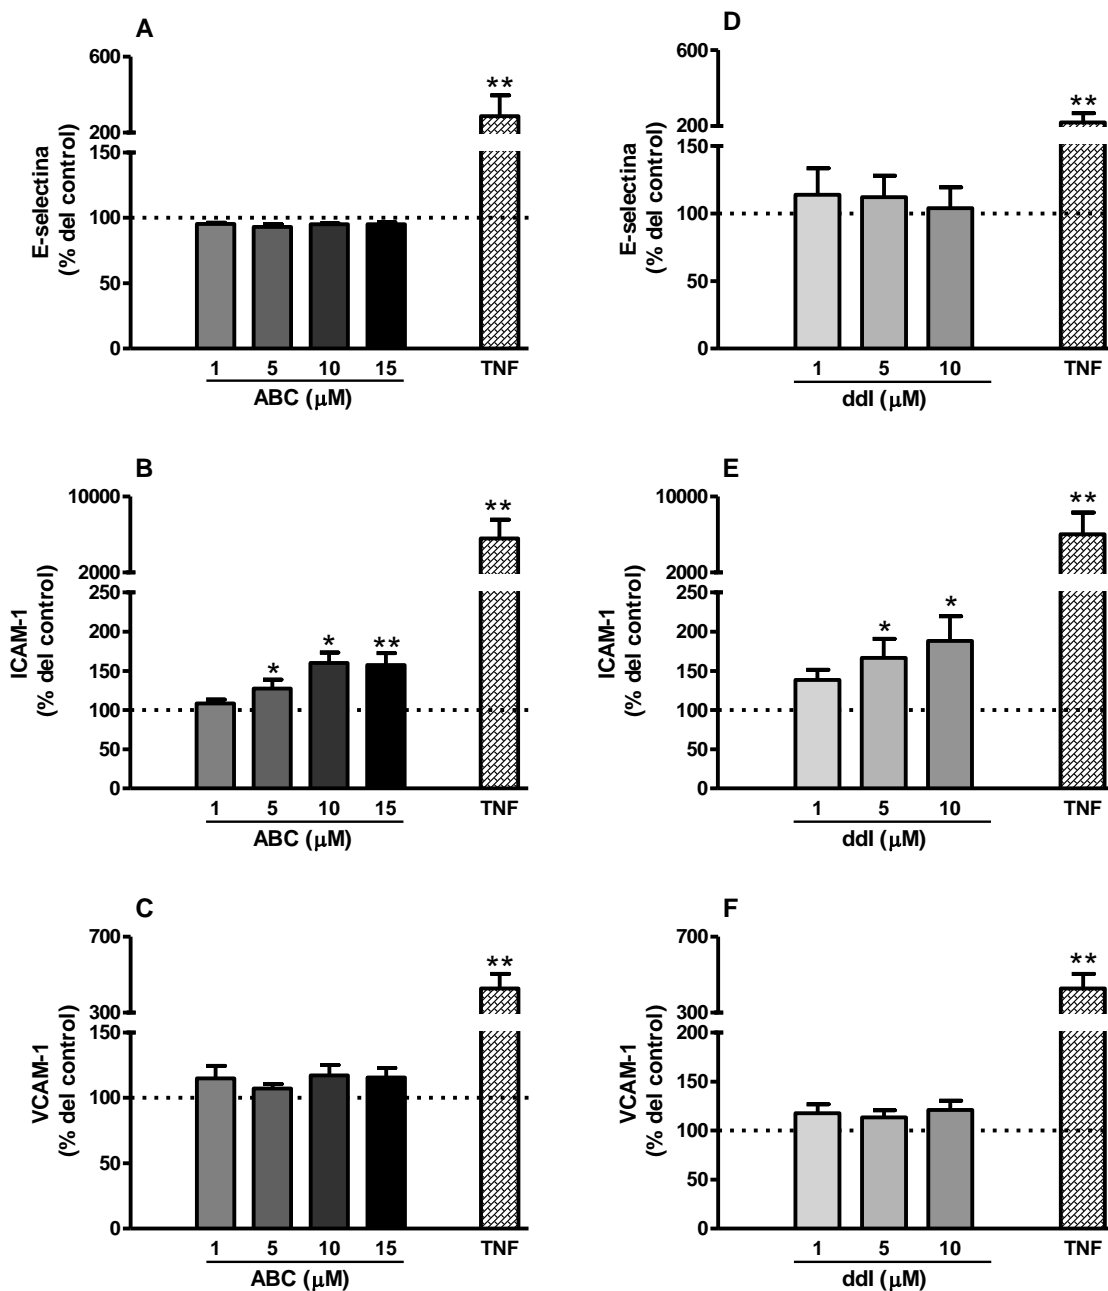 A
E-selectina
(% del control)
600
200
150
100
50
0
**
1 5 10 15 TNF
ABC (μM)
D
E-selectina
(% del control)
600
200
150
100
50
0
**
1 5 10 TNF
ddI (μM)
B
ICAM-1
(% del control)
10000
2000
250
200
150
100
50
0
* * ** **
1 5 10 15 TNF
ABC (μM)
E
ICAM-1
(% del control)
10000
2000
250
200
150
100
50
0
* * **
1 5 10 TNF
ddI (μM)
C
VCAM-1
(% del control)
700
300
150
100
50
0
**
1 5 10 15 TNF
ABC (μM)
F
VCAM-1
(% del control)
700
300
200
150
100
50
0
**
1 5 10 TNF
ddI (μM)